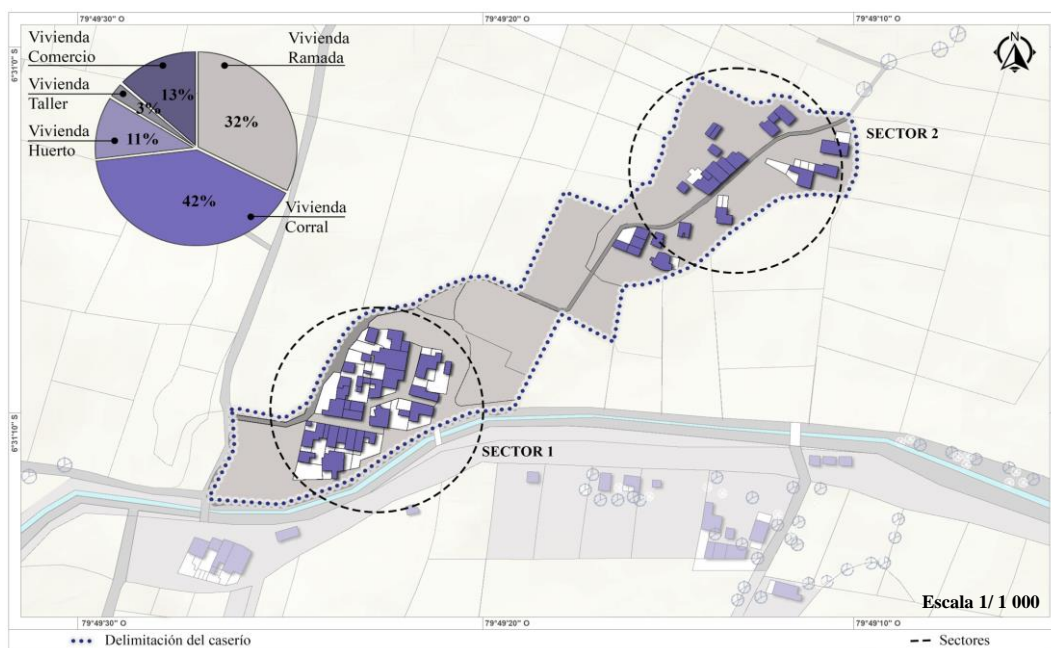 79°49'30" O
79°49'20" O
79°49'10" O
6°31'0" S
N
Vivienda
Comercio
Vivienda
Ramada
Vivienda
Taller
Vivienda
Huerto
Vivienda
Corral
13%
3%
11%
32%
42%
SECTOR 2
SECTOR 1
6°31'10" S
Escala 1/ 1 000
79°49'30" O
79°49'20" O
79°49'10" O
Delimitación del caserío
Sectores